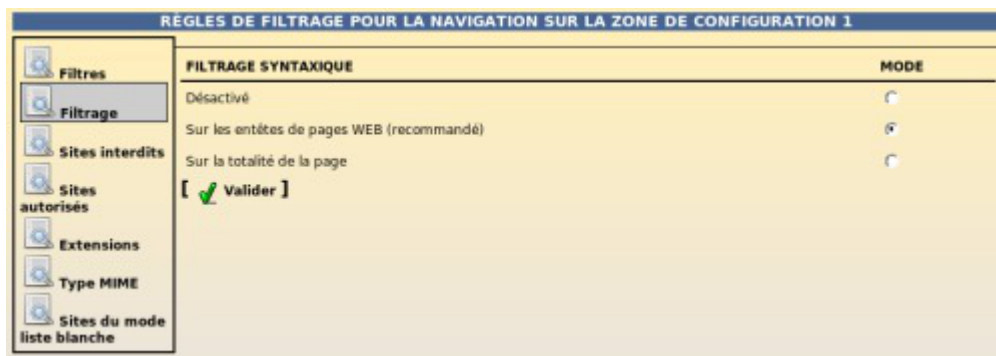 RÈGLES DE FILTRAGE POUR LA NAVIGATION SUR LA ZONE DE CONFIGURATION 1
Filtres
Filtrage
Sites interdits
Sites
autorisés
Extensions
Type MIME
Sites du mode
liste blanche
FILTRAGE SYNTAXIQUE MODE
Désactivé
Sur les entêtes de pages WEB (recommandé)
Sur la totalité de la page
[ Valider ]